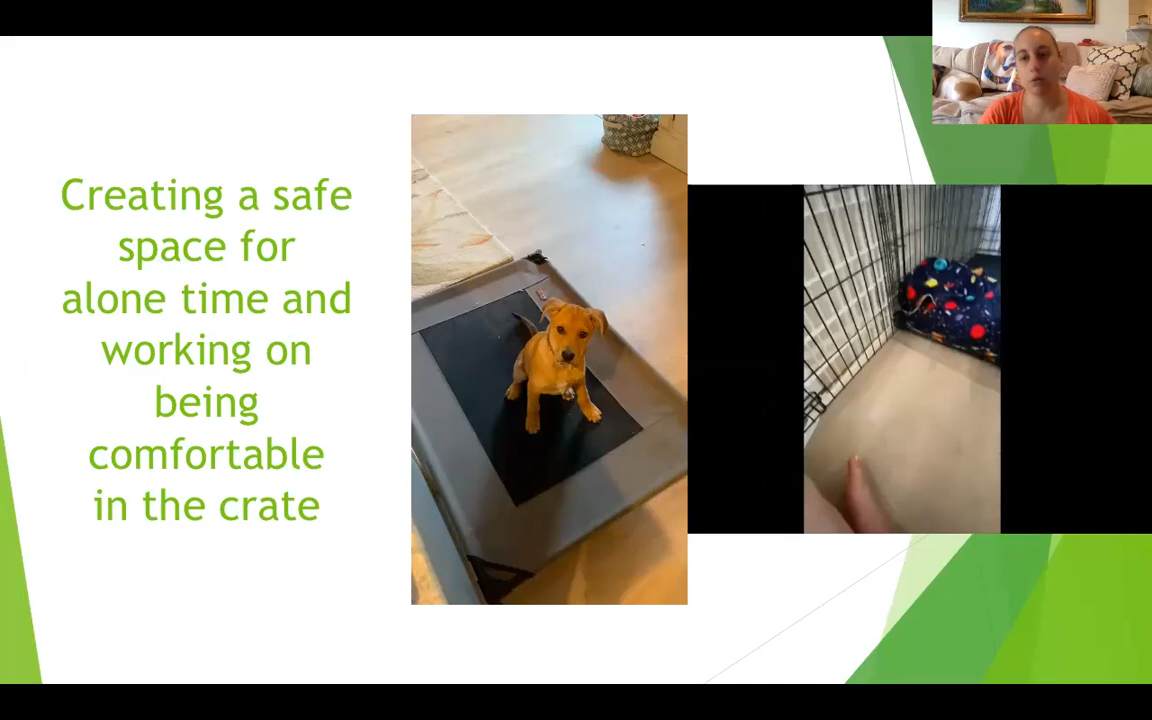 Creating a safe
space for
alone time and
working on
being
comfortable
in the crate